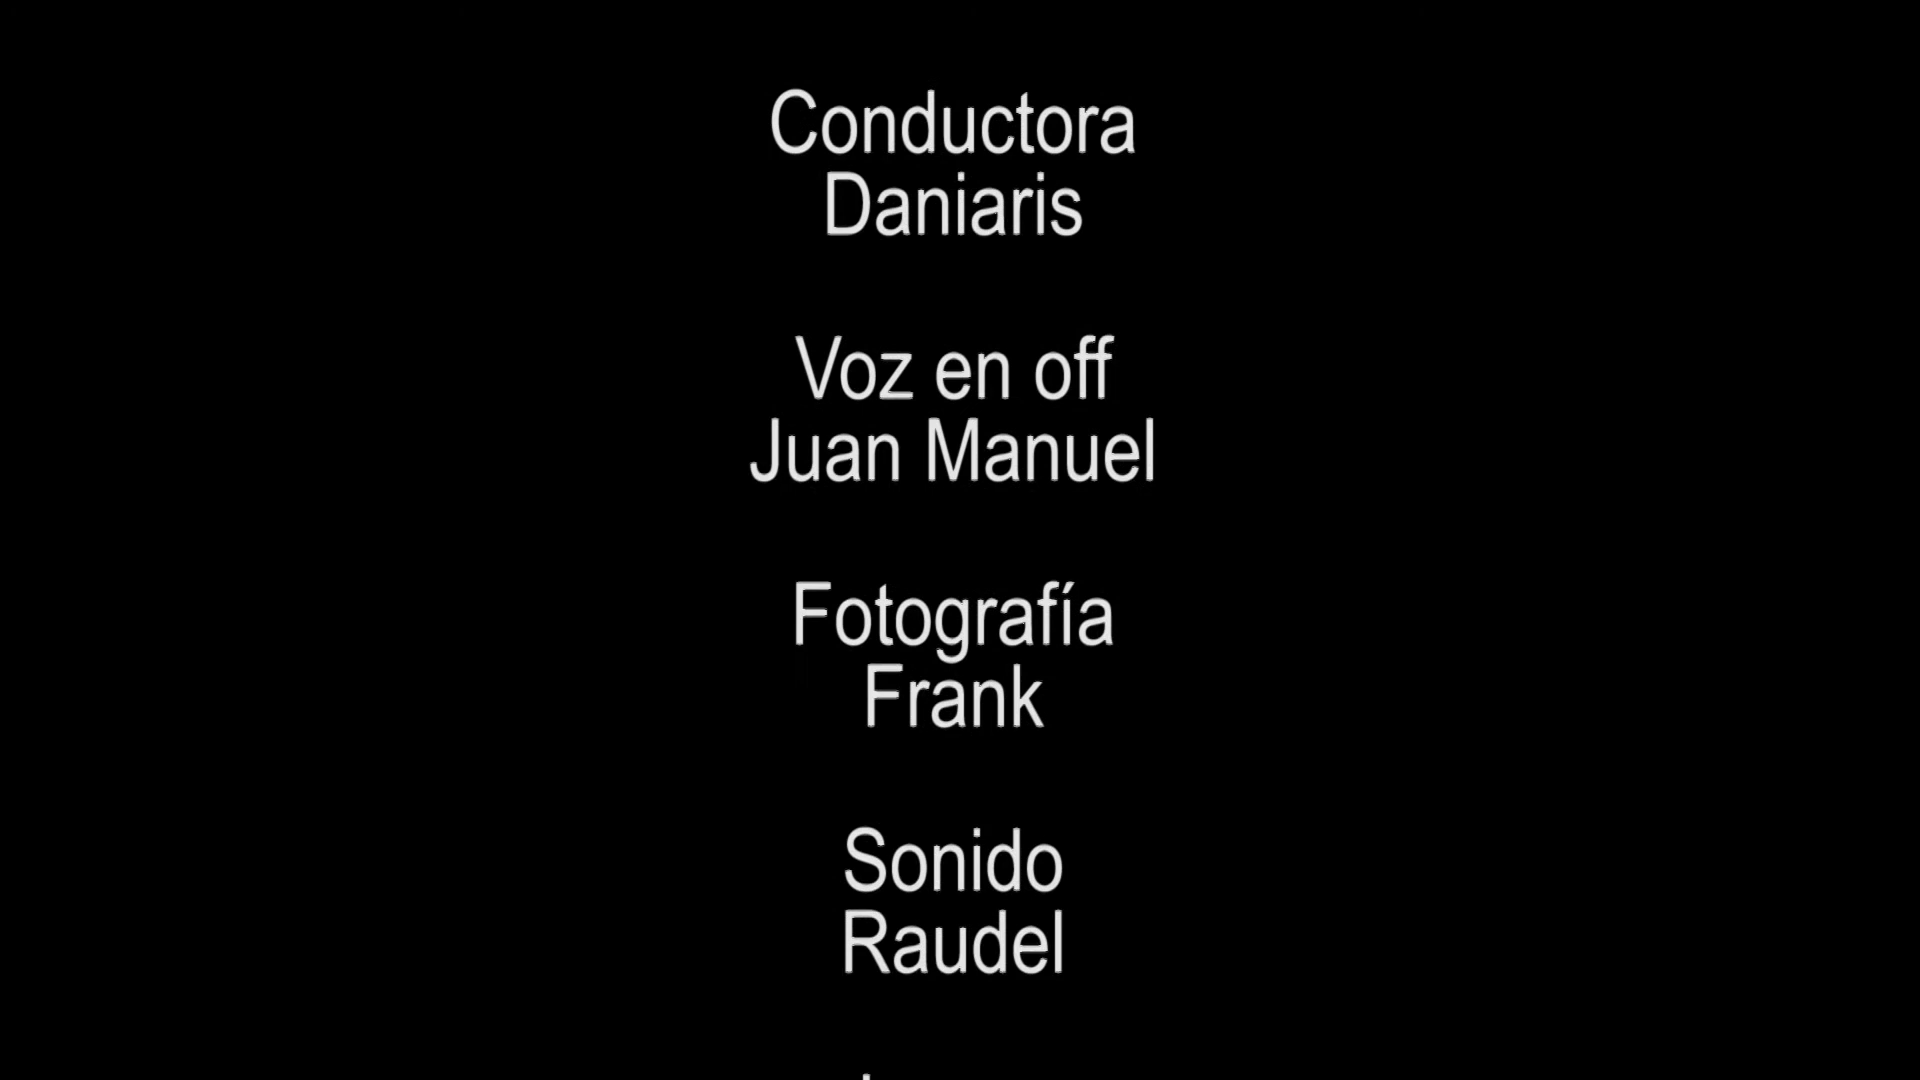 Conductora
Daniaris
Voz en off
Juan Manuel
Fotografía
Frank
Sonido
Raudel